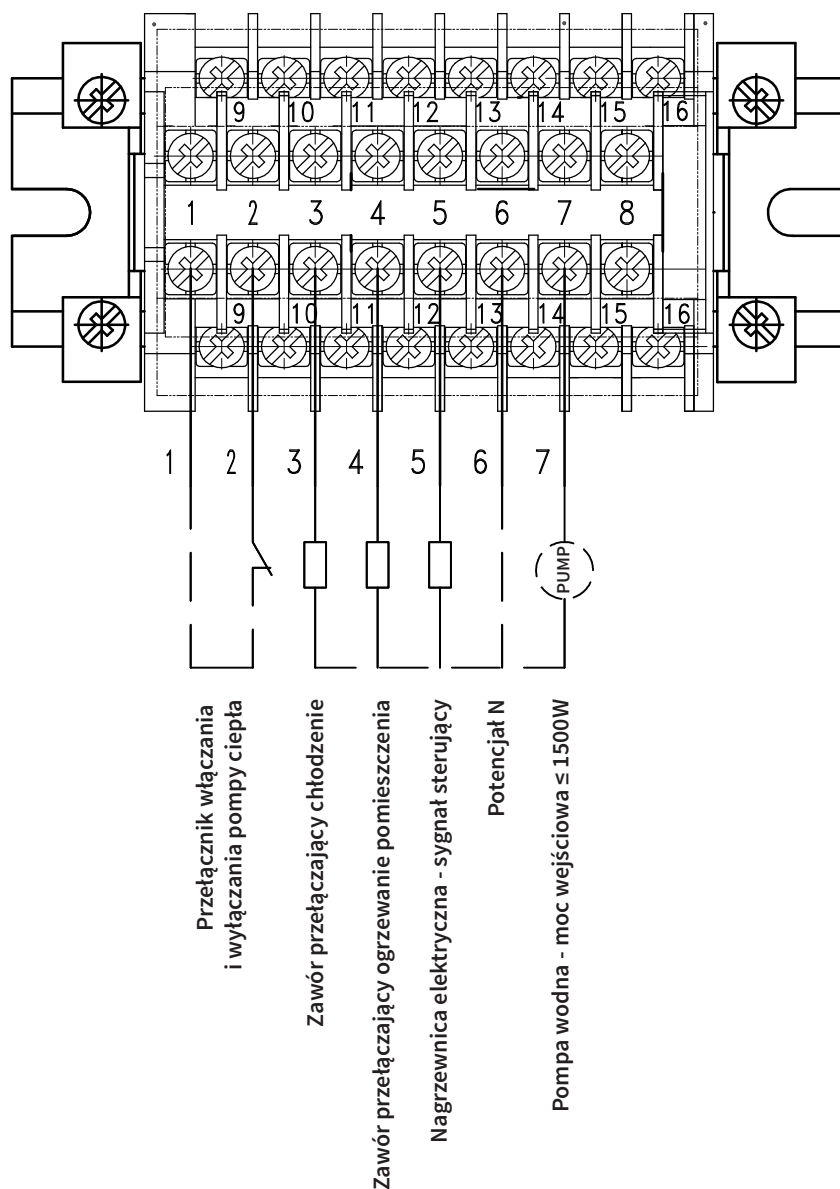 9 10 11 12 13 14 15 16
1 2 3 4 5 6 7 8
9 10 11 12 13 14 15 16
1 2 3 4 5 6 7
PUMP
Przełącznik włączania
i wyłączania pompy ciepła
Zawór przełączający chłodzenie
Zawór przełączający ogrzewanie pomieszczenia
Nagrzewnica elektryczna - sygnał sterujący
Potencjał N
Pompa wodna - moc wejściowa ≤ 1500W